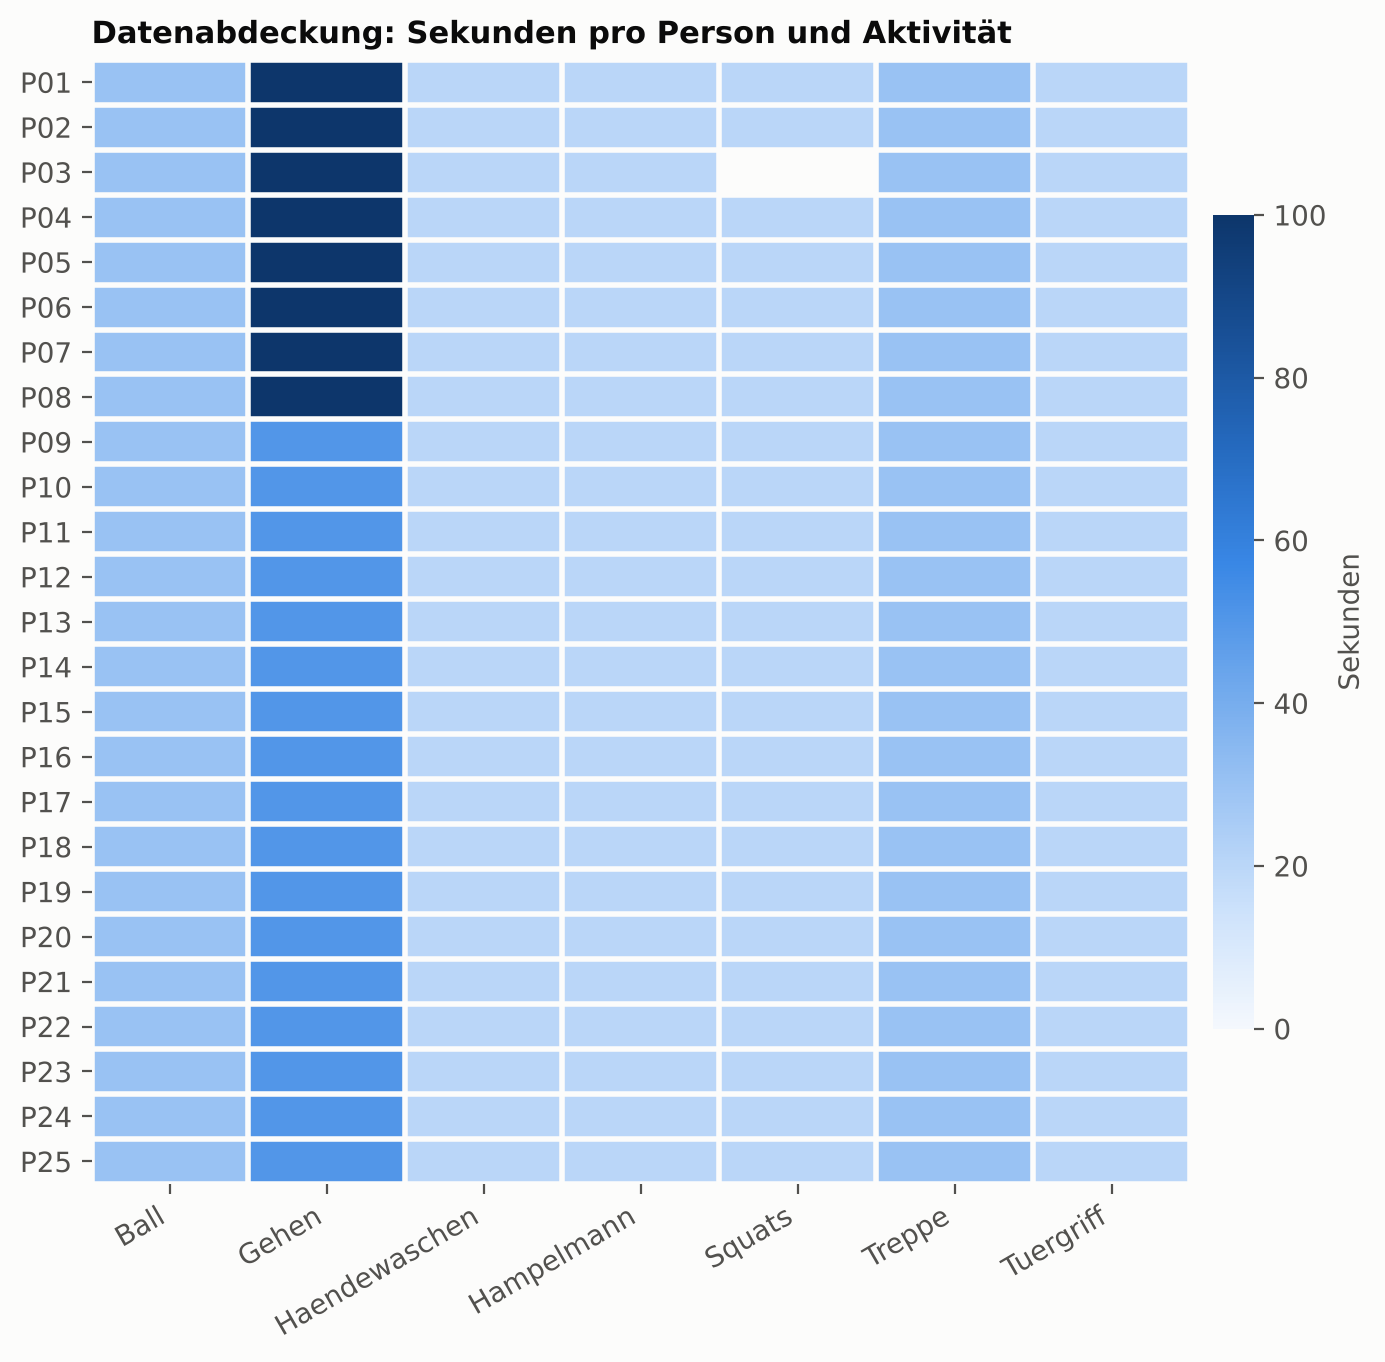 Datenabdeckung: Sekunden pro Person und Aktivität
P01
P02
P03
P04
P05
P06
P07
P08
P09
P10
P11
P12
P13
P14
P15
P16
P17
P18
P19
P20
P21
P22
P23
P24
P25
Ball
Gehen
Haendewaschen
Hampelmann
Squats
Treppe
Tuergriff
100
80
60
40
20
0
Sekunden